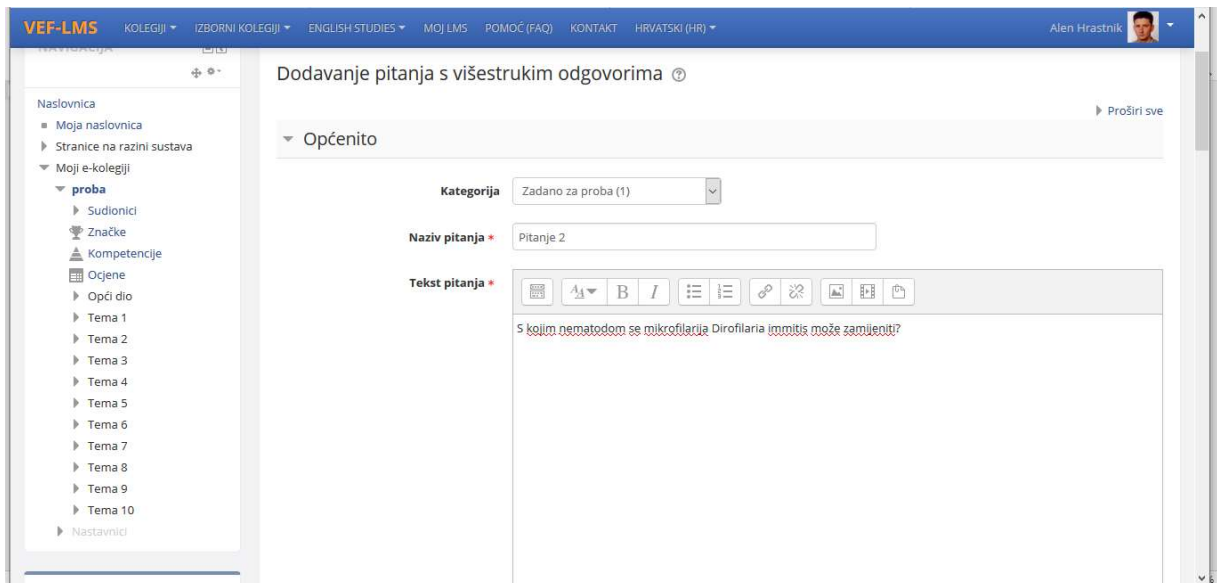 VEF-LMS KOLEGIJI IZBORNI KOLEGIJI ENGLISH STUDIES MOJ LMS POMOĆ (FAQ) KONTAKT HRVATSKI (HR) Alen Hrastnik
NAVIGACIJA
Naslovnica
Moja naslovnica
Stranice na razini sustava
Moji e-kolegiji
proba
Sudionici
Značke
Kompetencije
Ocjene
Opći dio
Tema 1
Tema 2
Tema 3
Tema 4
Tema 5
Tema 6
Tema 7
Tema 8
Tema 9
Tema 10
Nastavnici
Dodavanje pitanja s višestrukim odgovorima
Proširi sve
Općenito
Kategorija Zadano za proba (1)
Naziv pitanja * Pitanje 2
Tekst pitanja *
S kojim nematodom se mikrofilarija Dirofilaria immitis može zamijeniti?